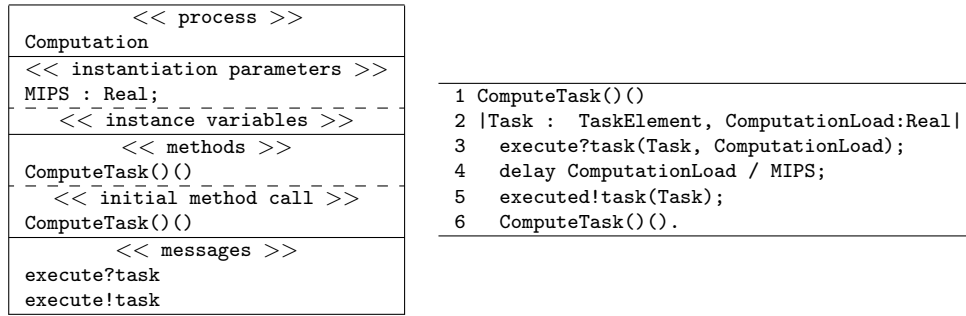 << process >>
Computation
<< instantiation parameters >>
MIPS : Real;
<< instance variables >>
<< methods >>
ComputeTask()()
<< initial method call >>
ComputeTask()()
<< messages >>
execute?task
execute!task
1 ComputeTask()()
2 |Task : TaskElement, ComputationLoad:Real|
3 execute?task(Task, ComputationLoad);
4 delay ComputationLoad / MIPS;
5 executed!task(Task);
6 ComputeTask()().